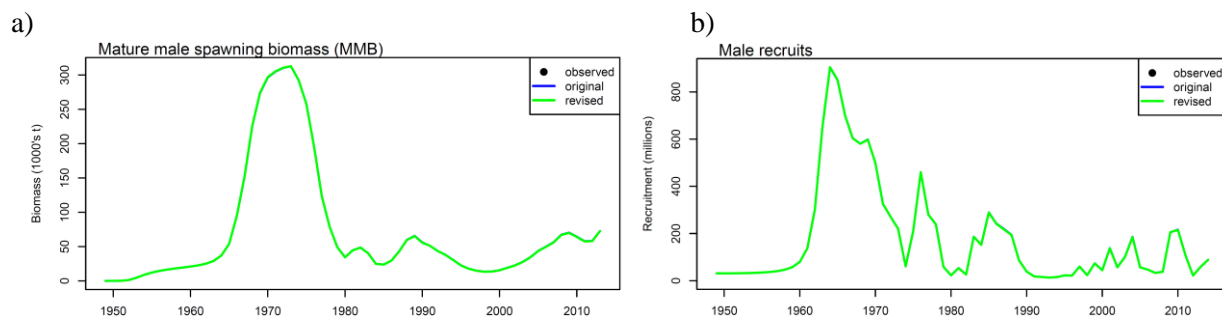 a)
Mature male spawning biomass (MMB)
observed
original
revised
Biomass (1000's t)
300
250
200
150
100
50
0
1950 1960 1970 1980 1990 2000 2010
b)
Male recruits
observed
original
revised
Recruitment (millions)
800
600
400
200
0
1950 1960 1970 1980 1990 2000 2010